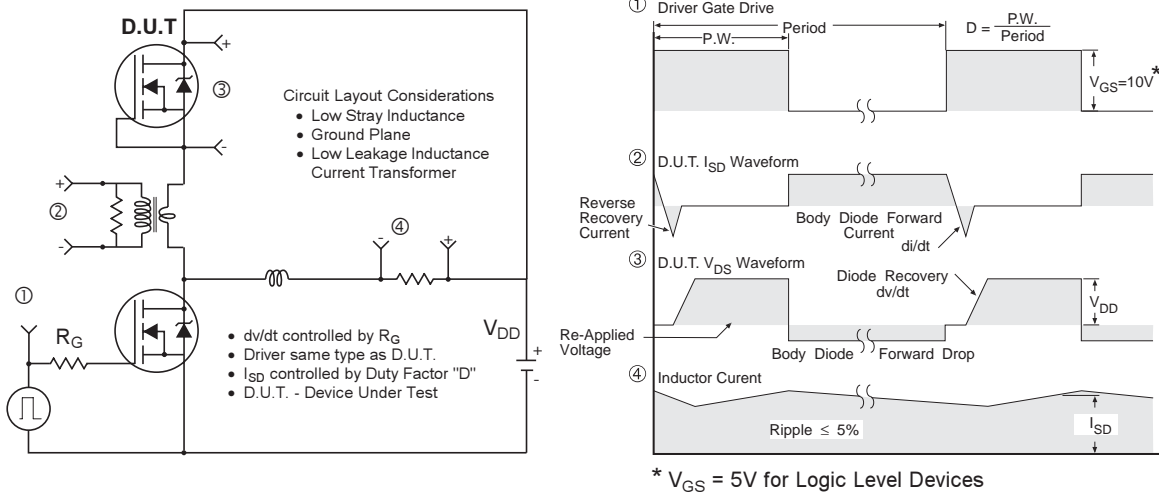 D.U.T
+
③
-
Circuit Layout Considerations
• Low Stray Inductance
• Ground Plane
• Low Leakage Inductance
Current Transformer
+
②
-
④
-
+
①
R_G
• dv/dt controlled by R_G
• Driver same type as D.U.T.
• I_SD controlled by Duty Factor "D"
• D.U.T. - Device Under Test
V_DD
+
-
① Driver Gate Drive
P.W.
Period
D = P.W. / Period
V_GS=10V*
② D.U.T. I_SD Waveform
Reverse
Recovery
Current
Body Diode Forward
Current
di/dt
③ D.U.T. V_DS Waveform
Diode Recovery
dv/dt
V_DD
Re-Applied
Voltage
Body Diode Forward Drop
④ Inductor Curent
Ripple ≤ 5%
I_SD
* V_GS = 5V for Logic Level Devices